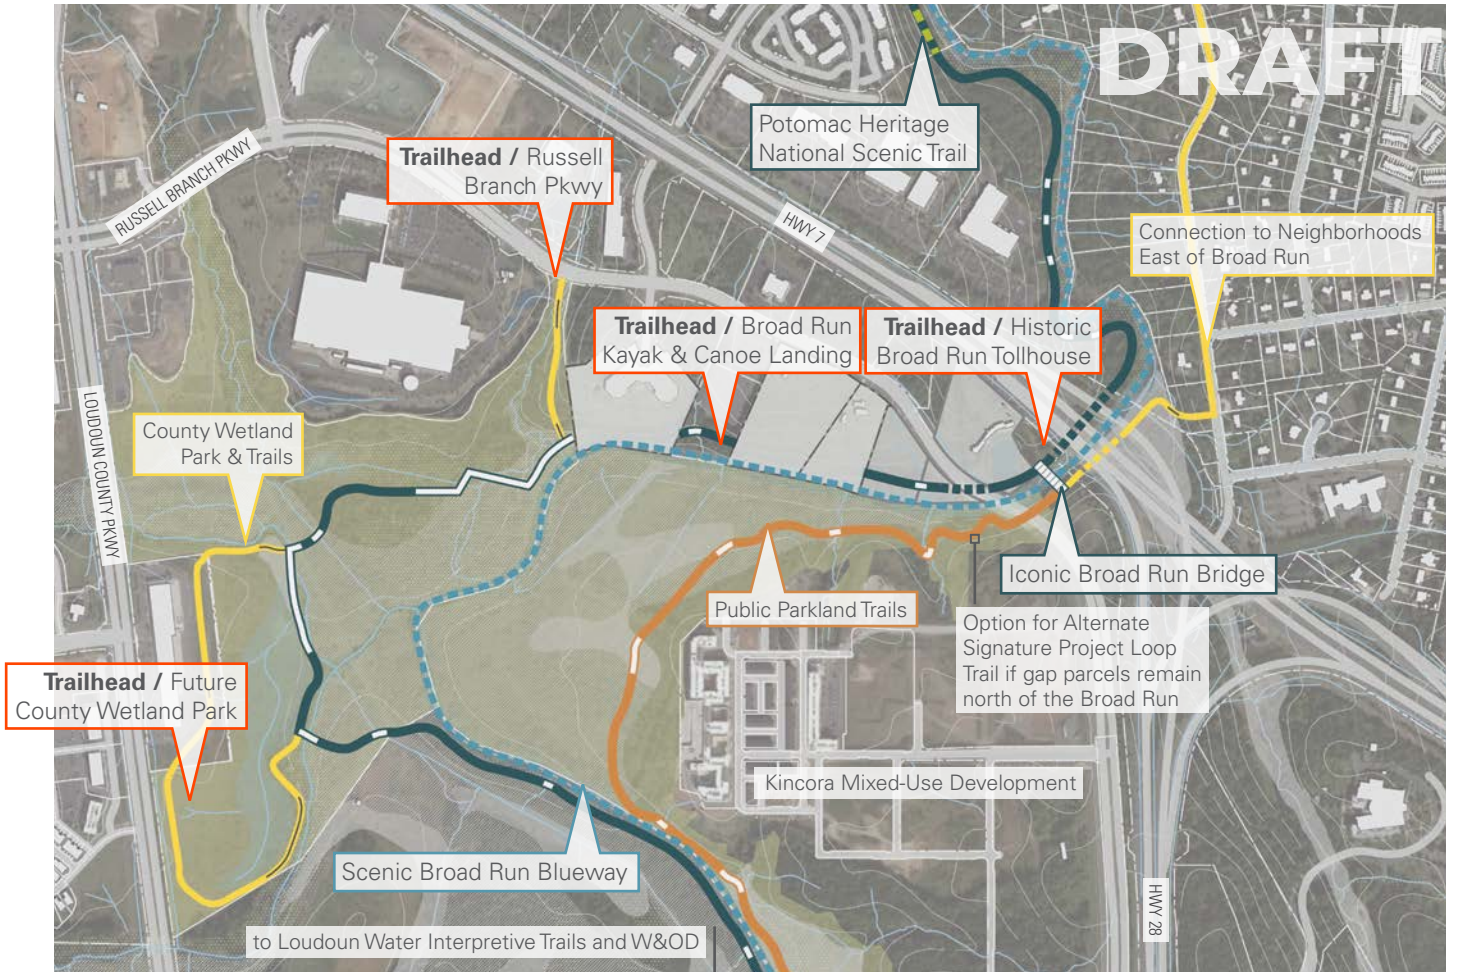 DRAFT
Potomac Heritage
National Scenic Trail
Trailhead / Russell
Branch Pkwy
RUSSELL BRANCH PKWY
HWY 7
Connection to Neighborhoods
East of Broad Run
Trailhead / Broad Run
Kayak & Canoe Landing
Trailhead / Historic
Broad Run Tollhouse
LOUDOUN COUNTY PKWY
County Wetland
Park & Trails
Iconic Broad Run Bridge
Public Parkland Trails
Option for Alternate
Signature Project Loop
Trail if gap parcels remain
north of the Broad Run
Trailhead / Future
County Wetland Park
Kincora Mixed-Use Development
Scenic Broad Run Blueway
HWY 28
to Loudoun Water Interpretive Trails and W&OD